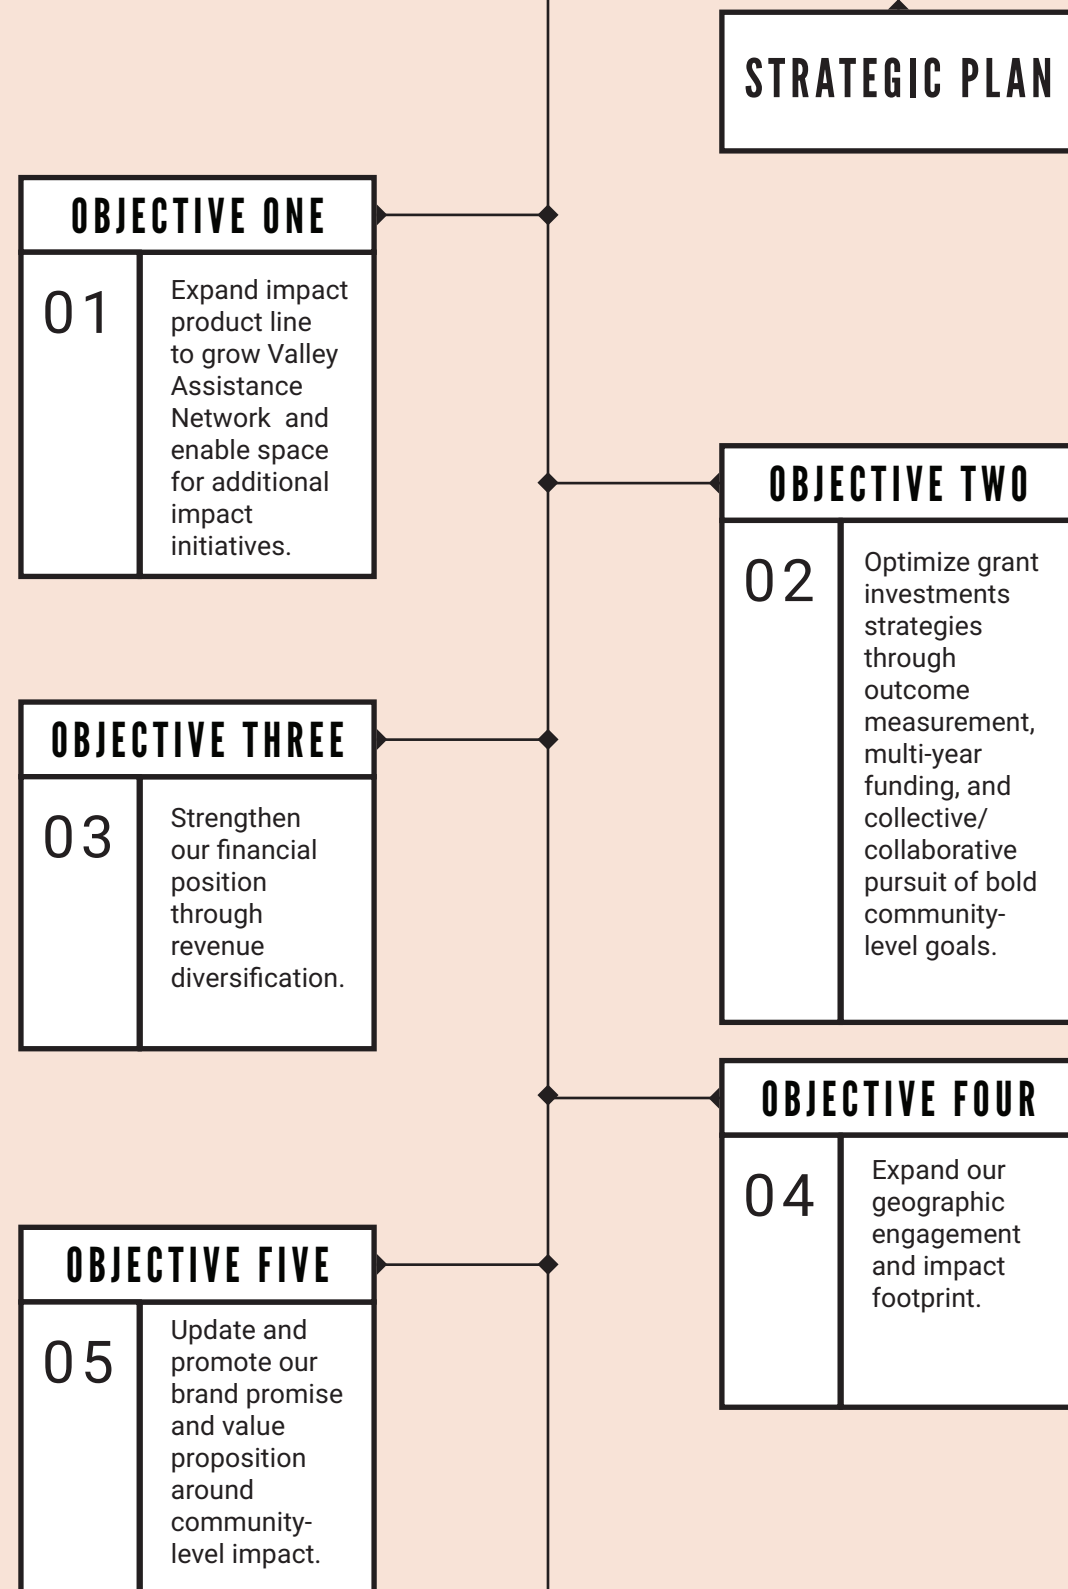 STRATEGIC PLAN
OBJECTIVE ONE
01
Expand impact
product line
to grow Valley
Assistance
Network  and
enable space
for additional
impact
initiatives.
OBJECTIVE TWO
02
Optimize grant
investments
strategies
through
outcome
measurement,
multi-year
funding, and
collective/
collaborative
pursuit of bold
community-
level goals.
OBJECTIVE THREE
03
Strengthen
our financial
position
through
revenue
diversification.
OBJECTIVE FOUR
04
Expand our
geographic
engagement
and impact
footprint.
OBJECTIVE FIVE
05
Update and
promote our
brand promise
and value
proposition
around
community-
level impact.